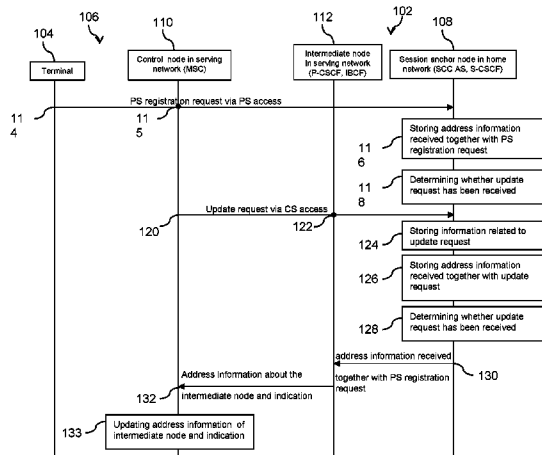 106
110
112
102
104
108
Terminal
Control node in serving
network (MSC)
Intermediate node
in serving network
(P-CSCF, IBCF)
Session anchor node in home
network (SCC AS, S-CSCF)
PS registration request via PS access
11
4
11
5
11
6
Storing address information
received together with PS
registration request
11
8
Determining whether update
request has been received
120
Update request via CS access
122
124
Storing information related to
update request
126
Storing address information
received together with update
request
128
Determining whether update
request has been received
address information received
130
together with PS registration
request
Address Information about the
132
intermediate node and indication
133
Updating address information of
intermediate node and indication